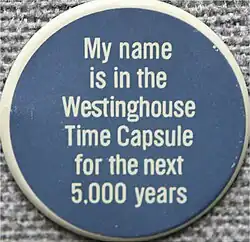 My name
is in the
Westinghouse
Time Capsule
for the next
5.000 years